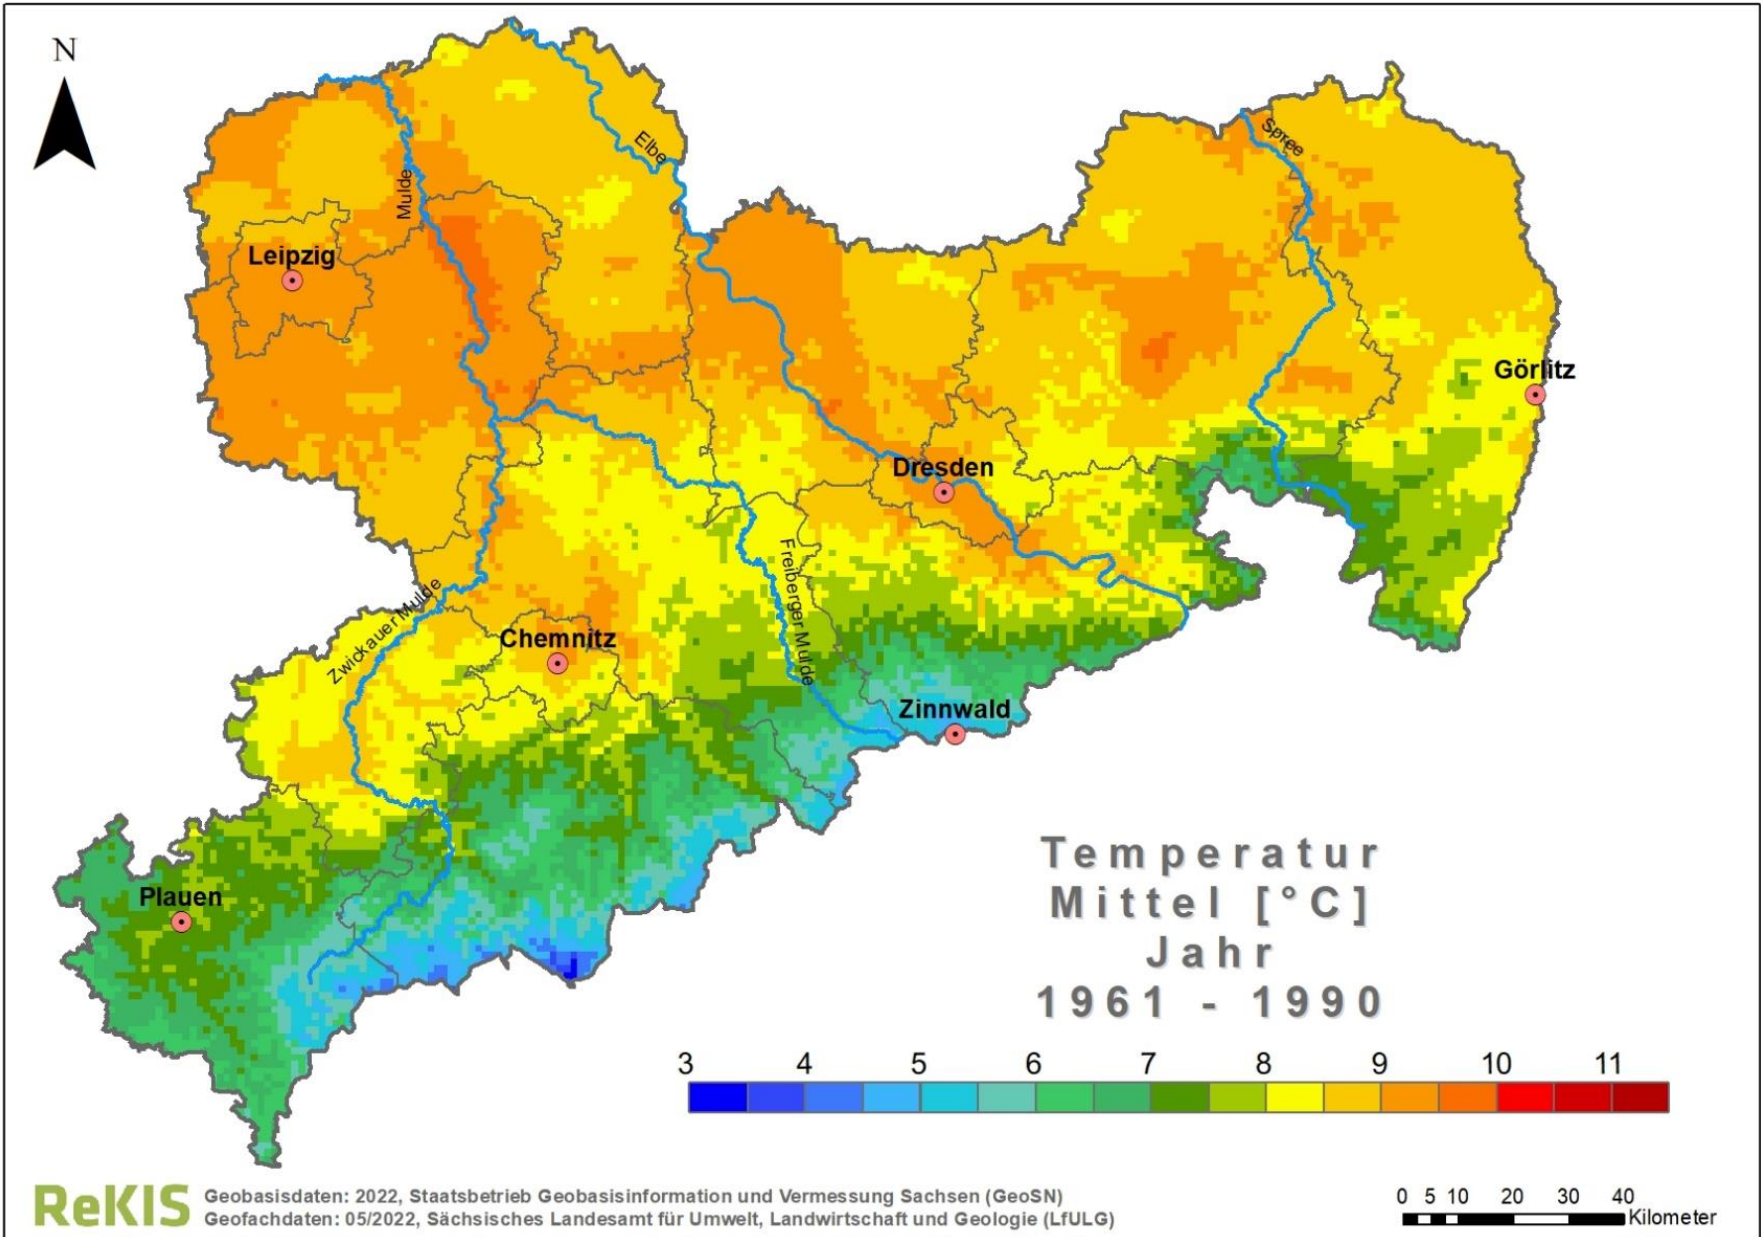 N
Elbe
Spree
Mulde
Leipzig
Görlitz
Dresden
Freiberger Mulde
Zwickauer Mulde
Chemnitz
Zinnwald
Plauen
Temperatur
Mittel [°C]
Jahr
1961 - 1990
3 4 5 6 7 8 9 10 11
ReKIS
Geobasisdaten: 2022, Staatsbetrieb Geobasisinformation und Vermessung Sachsen (GeoSN)
Geofachdaten: 05/2022, Sächsisches Landesamt für Umwelt, Landwirtschaft und Geologie (LfULG)
0 5 10 20 30 40
Kilometer